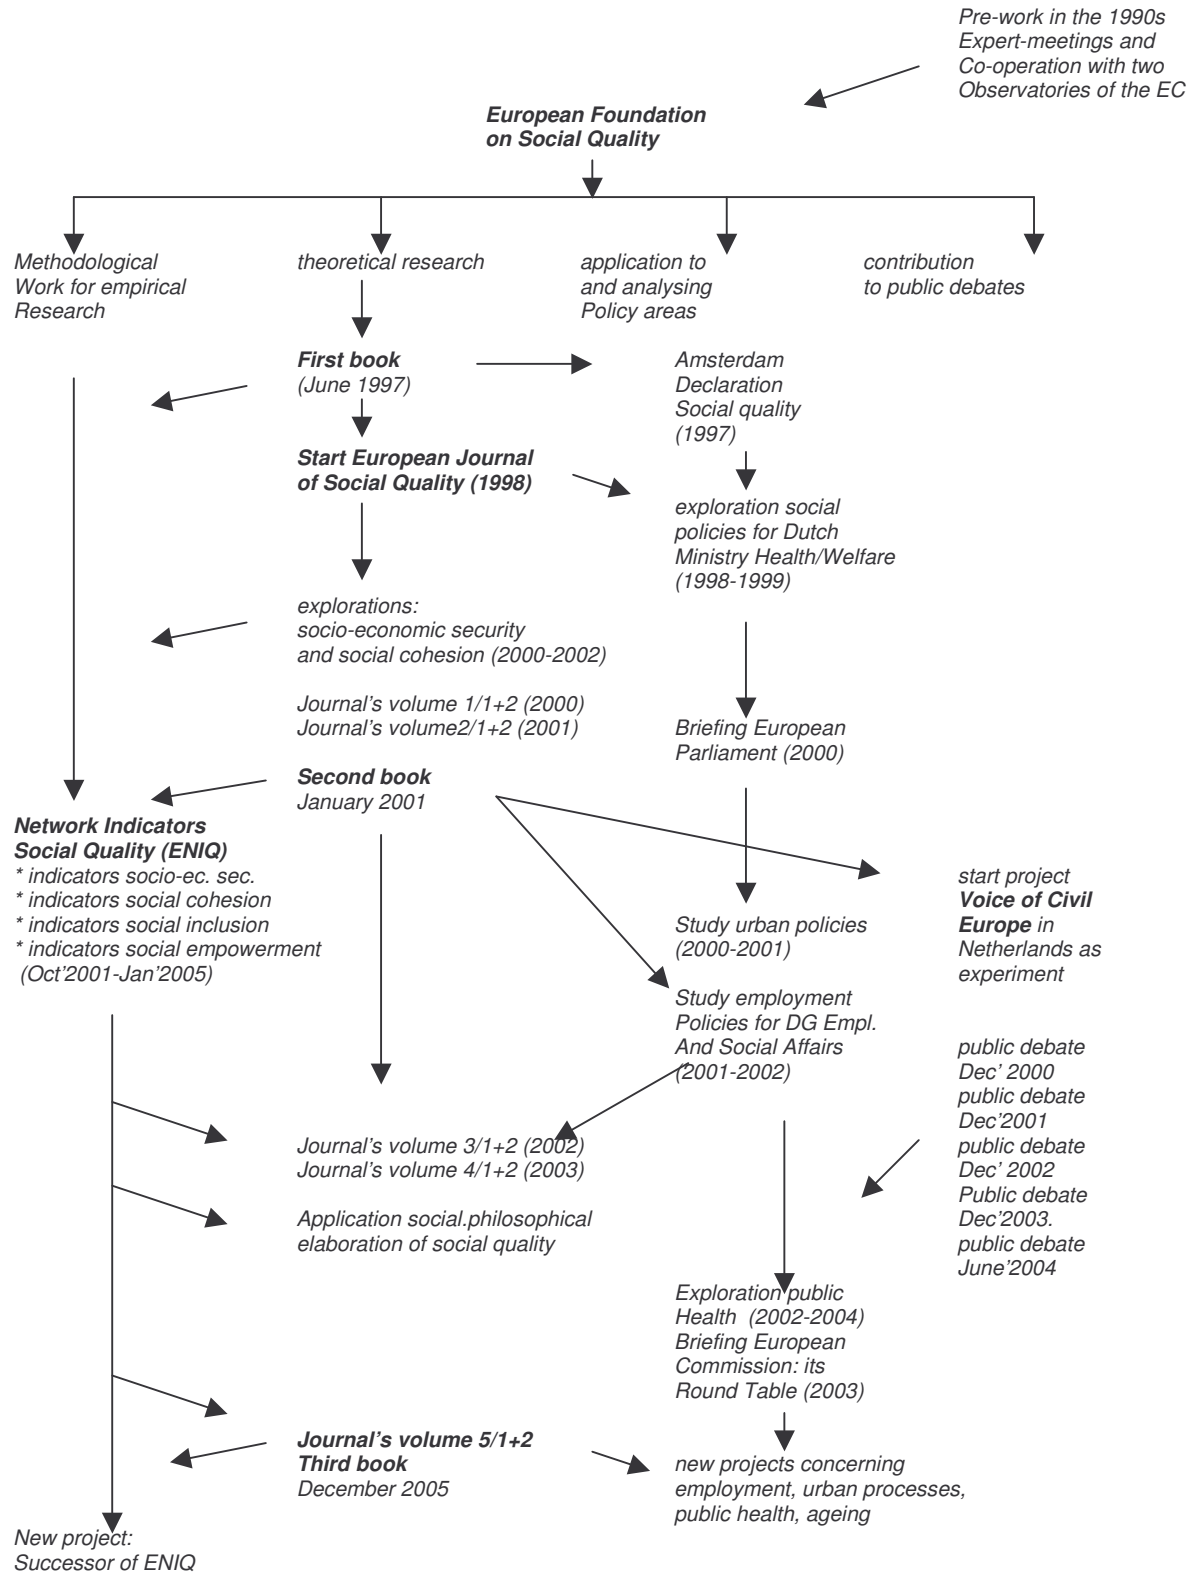 Pre-work in the 1990s
Expert-meetings and
Co-operation with two
Observatories of the EC
European Foundation
on Social Quality
Methodological
Work for empirical
Research
theoretical research
application to
and analysing
Policy areas
contribution
to public debates
First book
(June 1997)
Amsterdam
Declaration
Social quality
(1997)
Start European Journal
of Social Quality (1998)
exploration social
policies for Dutch
Ministry Health/Welfare
(1998-1999)
explorations:
socio-economic security
and social cohesion (2000-2002)
Journal's volume 1/1+2 (2000)
Journal's volume2/1+2 (2001)
Briefing European
Parliament (2000)
Second book
January 2001
Network Indicators
Social Quality (ENIQ)
* indicators socio-ec. sec.
* indicators social cohesion
* indicators social inclusion
* indicators social empowerment
(Oct'2001-Jan'2005)
start project
Voice of Civil
Europe in
Netherlands as
experiment
Study urban policies
(2000-2001)
Study employment
Policies for DG Empl.
And Social Affairs
(2001-2002)
public debate
Dec' 2000
public debate
Dec'2001
public debate
Dec' 2002
Public debate
Dec'2003.
public debate
June'2004
Journal's volume 3/1+2 (2002)
Journal's volume 4/1+2 (2003)
Application social.philosophical
elaboration of social quality
Exploration public
Health (2002-2004)
Briefing European
Commission: its
Round Table (2003)
Journal's volume 5/1+2
Third book
December 2005
new projects concerning
employment, urban processes,
public health, ageing
New project:
Successor of ENIQ